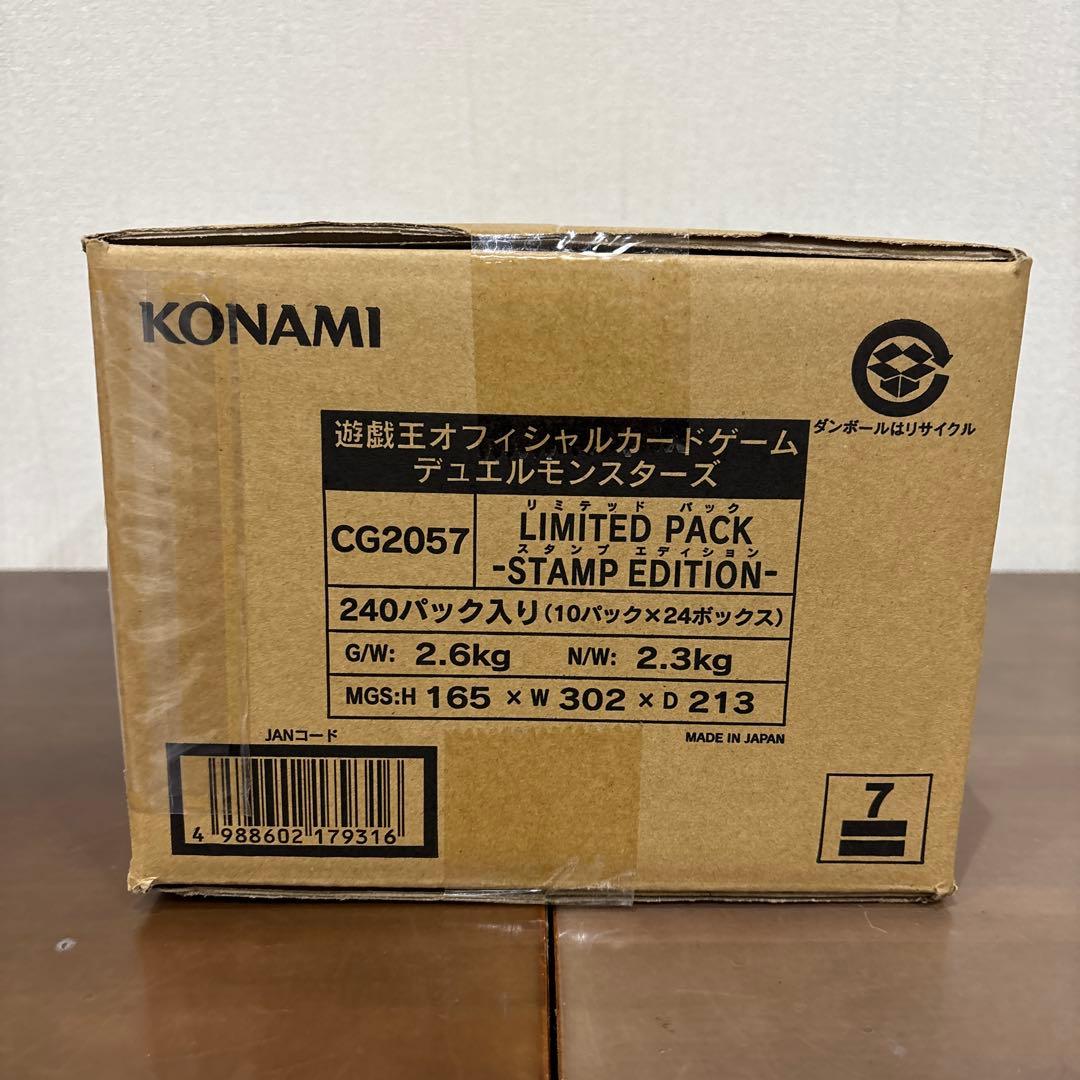 KONAMI
ダンボールはリサイクル
遊戯王オフィシャルカードゲーム
デュエルモンスターズ
CG2057
リミテッド パック
LIMITED PACK
スタンプ エディション
-STAMP EDITION-
240パック入り(10パック×24ボックス)
G/W: 2.6kg N/W: 2.3kg
MGS:H 165 × W 302 × D 213
JANコード
MADE IN JAPAN
4 988602 179316
7